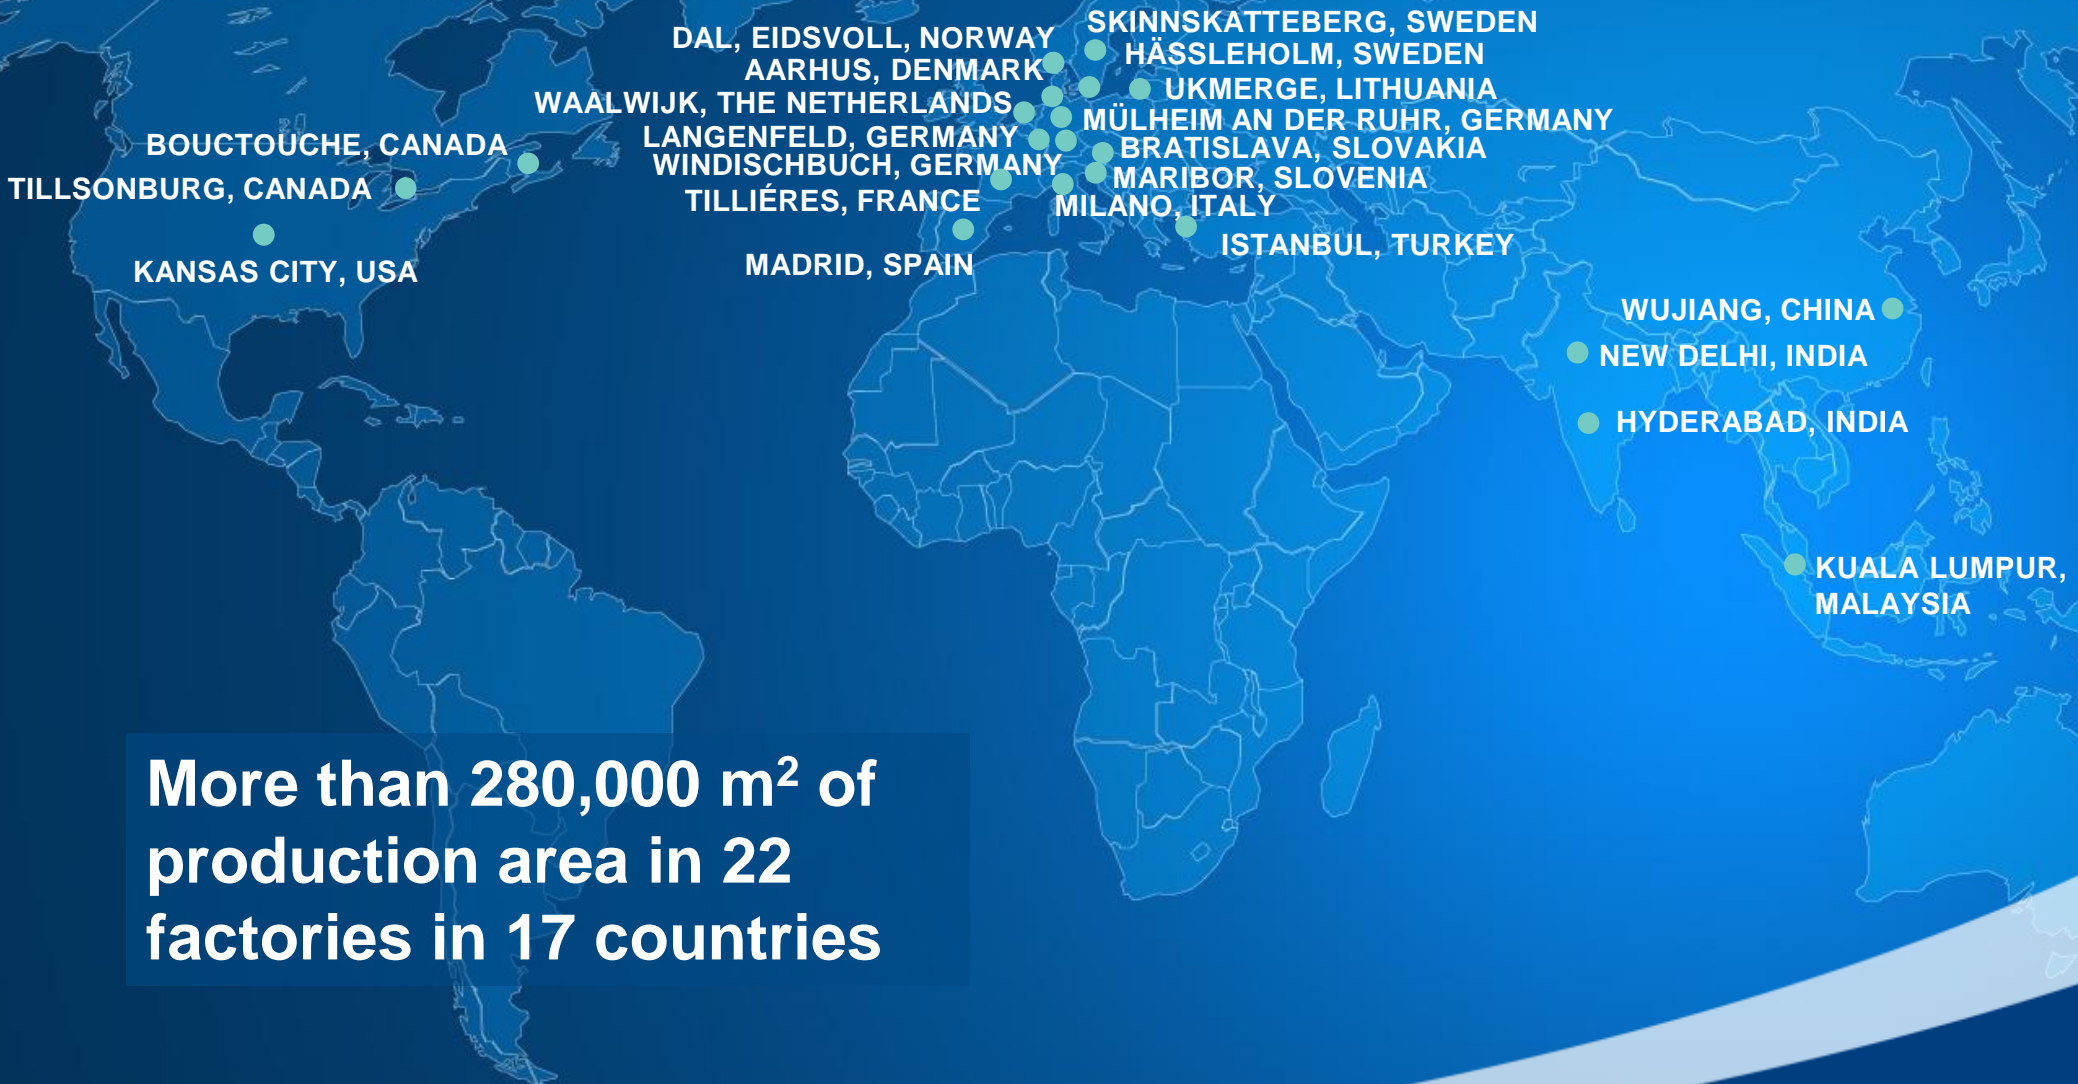 SKINNSKATTEBERG, SWEDEN
DAL, EIDSVOLL, NORWAY
HÄSSLEHOLM, SWEDEN
AARHUS, DENMARK
UKMERGE, LITHUANIA
WAALWIJK, THE NETHERLANDS
MÜLHEIM AN DER RUHR, GERMANY
LANGENFELD, GERMANY
BOUCTOUCHE, CANADA
BRATISLAVA, SLOVAKIA
WINDISCHBUCH, GERMANY
MARIBOR, SLOVENIA
TILLSONBURG, CANADA
TILLIÉRES, FRANCE
MILANO, ITALY
ISTANBUL, TURKEY
MADRID, SPAIN
KANSAS CITY, USA
WUJIANG, CHINA
NEW DELHI, INDIA
HYDERABAD, INDIA
KUALA LUMPUR,
MALAYSIA
More than 280,000 m² of
production area in 22
factories in 17 countries